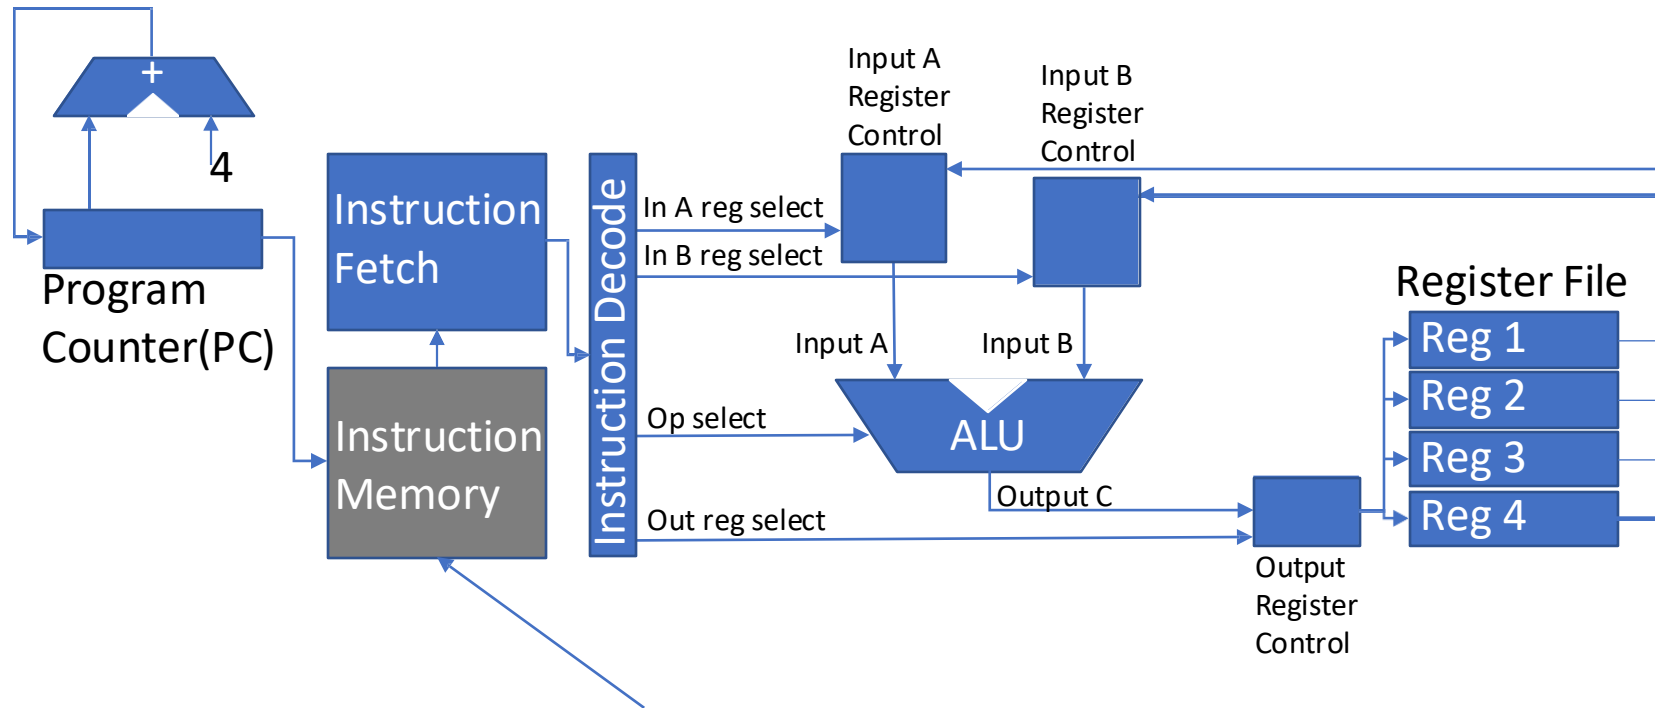 +
4
Program
Counter(PC)
Instruction
Fetch
Instruction
Memory
Instruction Decode
In A reg select
In B reg select
Op select
Out reg select
Input A
Register
Control
Input B
Register
Control
Input A
Input B
ALU
Output C
Output
Register
Control
Register File
Reg 1
Reg 2
Reg 3
Reg 4